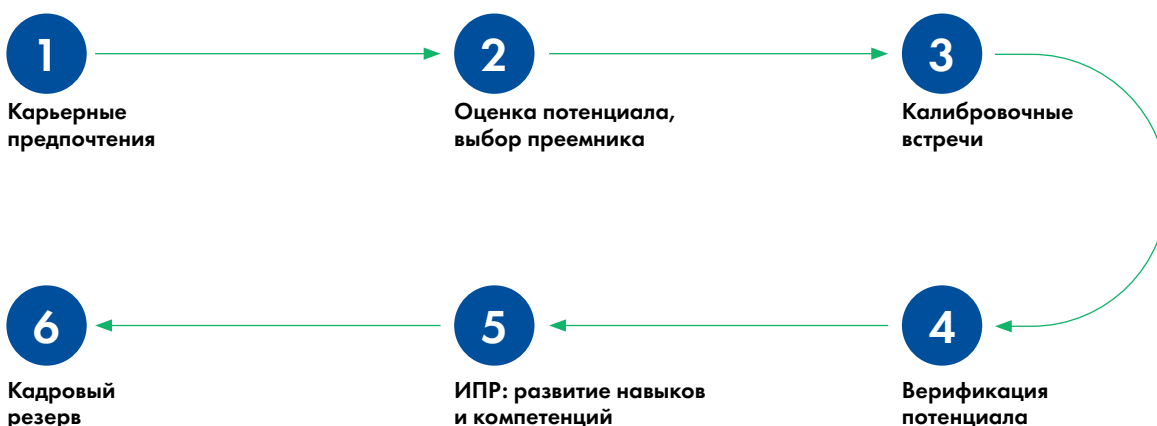 1
Карьерные
предпочтения
2
Оценка потенциала,
выбор преемника
3
Калибровочные
встречи
4
Верификация
потенциала
5
ИПР: развитие навыков
и компетенций
6
Кадровый
резерв